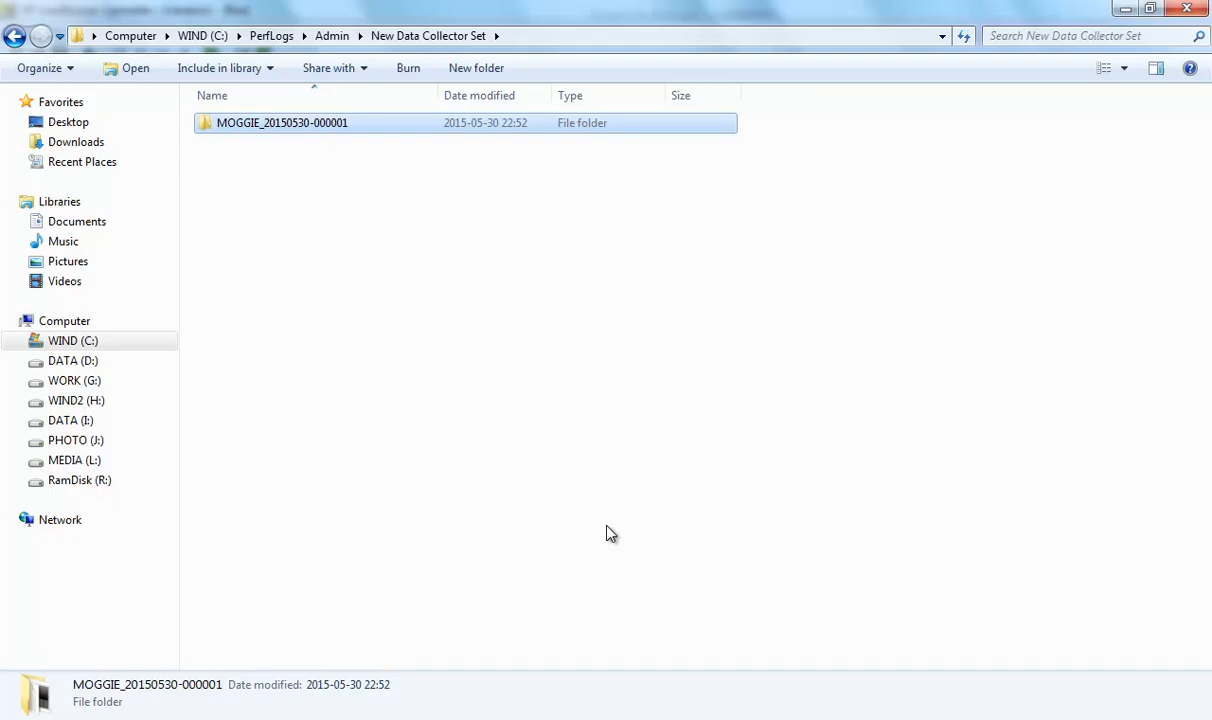 Computer WIND (C:) PerfLogs Admin New Data Collector Set Search New Data Collector Set
Organize Open Include in library Share with Burn New folder
Name Date modified Type Size
MOGGIE_20150530-000001 2015-05-30 22:52 File folder
Favorites
Desktop
Downloads
Recent Places
Libraries
Documents
Music
Pictures
Videos
Computer
WIND (C:)
DATA (D:)
WORK (G:)
WIND2 (H:)
DATA (I:)
PHOTO (J:)
MEDIA (L:)
RamDisk (R:)
Network
MOGGIE_20150530-000001 Date modified: 2015-05-30 22:52
File folder